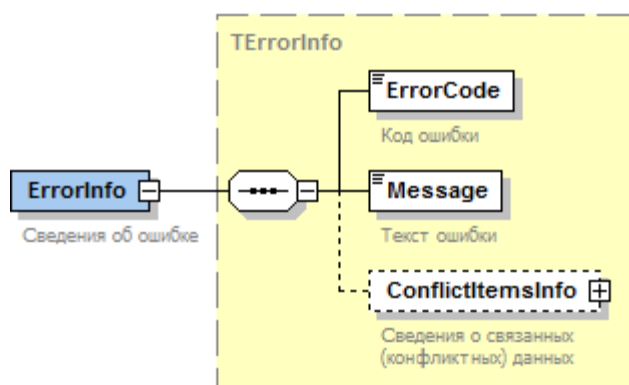 TErrorInfo
ErrorCode
Код ошибки
ErrorInfo
Сведения об ошибке
Message
Текст ошибки
ConflictItemsInfo
Сведения о связанных
(конфликтных) данных